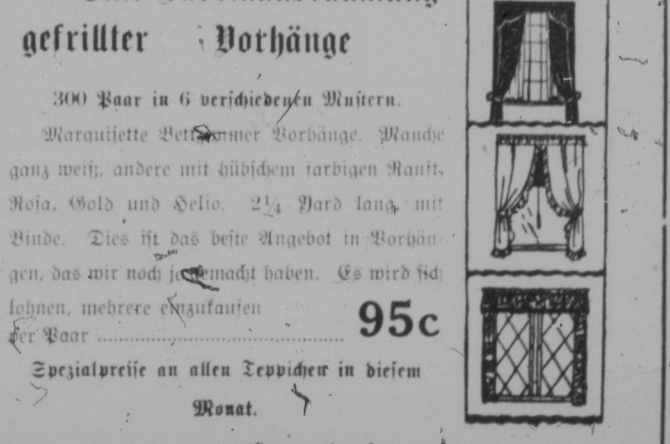 gefrillter Vorhänge
300 Paar in 6 verschiedenen Mustern.
Marquisette Vorhänge. Manche
ganz weiß, andere mit hübschem farbigen Ranft,
Rosa, Gold und Helio. 2¼ Yard lang, mit
Binde. Dies ist das beste Angebot in Vorhän-
gen, das wir noch je gemacht haben. Es wird sich
lohnen, mehrere einzukaufen
per Paar 95c
Spezialpreise an allen Teppichen in diesem
Monat.